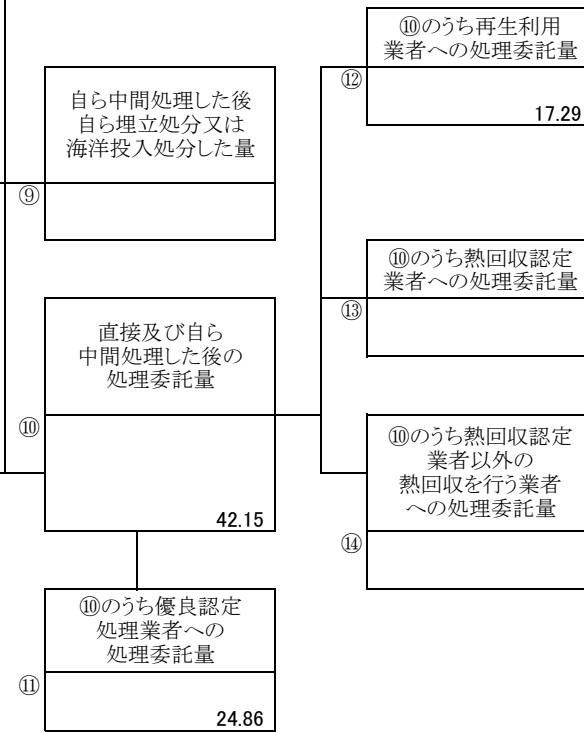 自ら中間処理した後
自ら埋立処分又は
海洋投入処分した量
⑨
直接及び自ら
中間処理した後の
処理委託量
⑩
42.15
⑩のうち優良認定
処理業者への
処理委託量
⑪
24.86
⑩のうち再生利用
業者への処理委託量
⑫
17.29
⑩のうち熱回収認定
業者への処理委託量
⑬
⑩のうち熱回収認定
業者以外の
熱回収を行う業者
への処理委託量
⑭